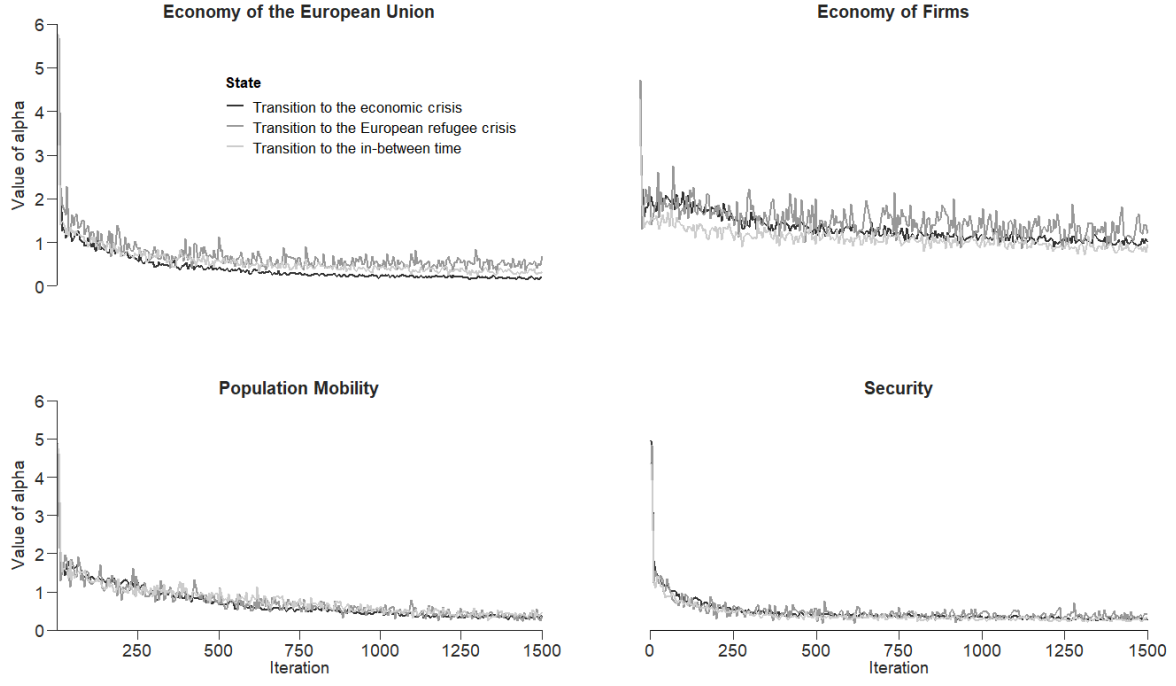 Economy of the European Union
Economy of Firms
6
5
4
3
2
1
0
Value of alpha
State
Transition to the economic crisis
Transition to the European refugee crisis
Transition to the in-between time
Population Mobility
Security
6
5
4
3
2
1
0
Value of alpha
250 500 750 1000 1250 1500
Iteration
0 250 500 750 1000 1250 1500
Iteration